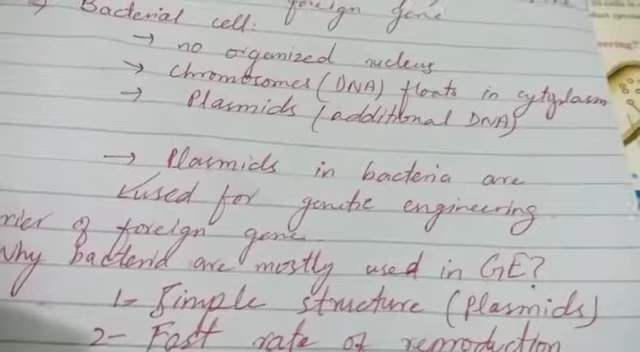 → Bacterial cell: foreign gene
→ no organized nucleus
→ Chromosomes (DNA) floats in cytoplasm
→ Plasmids (additional DNA)
→ Plasmids in bacteria are
used for genetic engineering
rier of foreign gene
Why bacteria are mostly used in GE?
1- Simple structure (plasmids)
2- Fast rate of reproduction